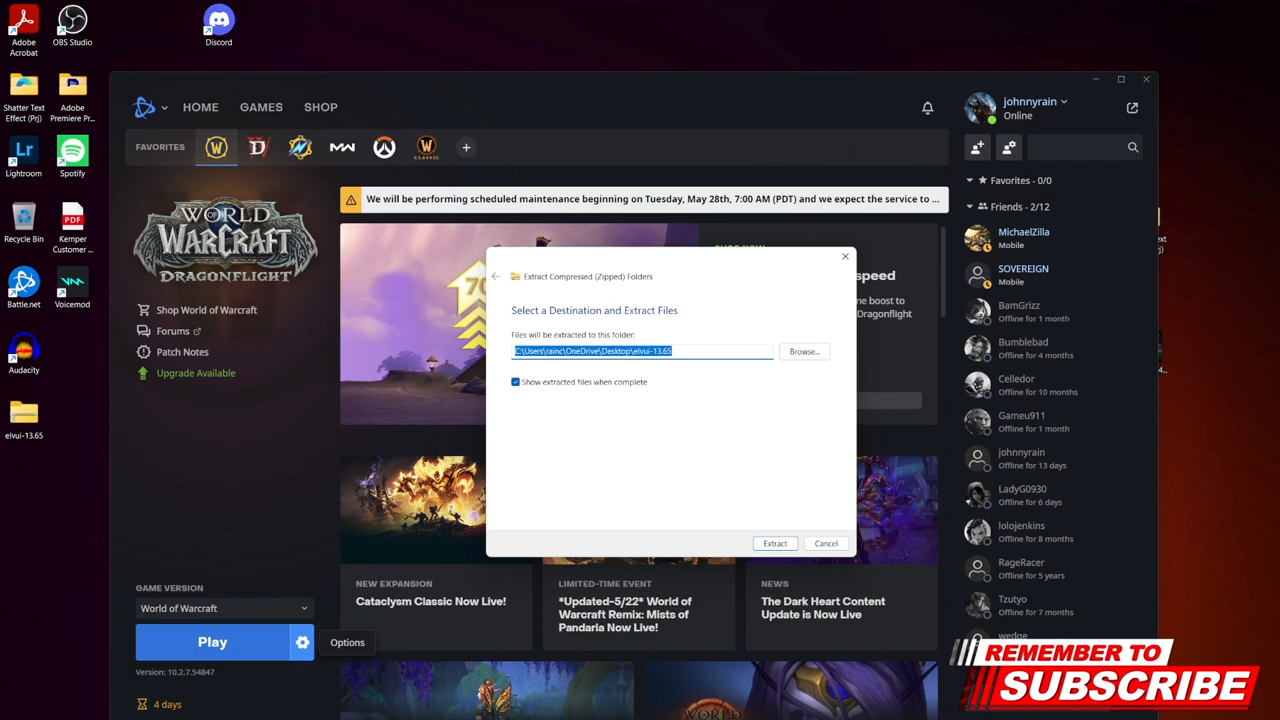 Adobe
Acrobat
OBS Studio
Discord
Shatter Text
Effect (Prj)
Adobe
Premiere Pr...
Lr
Lightroom
Spotify
Recycle Bin
PDF
Kemper
Customer ...
Battle.net
Voicemod
Audacity
elvui-13.65
HOME
GAMES
SHOP
FAVORITES
CLASSIC
WORLD
WARCRAFT
DRAGONFLIGHT
Shop World of Warcraft
Forums
Patch Notes
Upgrade Available
We will be performing scheduled maintenance beginning on Tuesday, May 28th, 7:00 AM (PDT) and we expect the service to ...
70
Extract Compressed (Zipped) Folders
Select a Destination and Extract Files
Files will be extracted to this folder:
C:\Users\rainc\OneDrive\Desktop\elvui-13.65
Browse...
Show extracted files when complete
Extract
Cancel
speed
boost to
Dragonflight
NEW EXPANSION
Cataclysm Classic Now Live!
LIMITED-TIME EVENT
*Updated-5/22* World of
Warcraft Remix: Mists of
Pandaria Now Live!
NEWS
The Dark Heart Content
Update is Now Live
GAME VERSION
World of Warcraft
Play
Options
Version: 10.2.7.54847
4 days
johnnyrain
Online
Favorites - 0/0
Friends - 2/12
MichaelZilla
Mobile
SOVEREIGN
Mobile
BamGrizz
Offline for 1 month
Bumblebad
Offline for 4 months
Celledor
Offline for 10 months
Gameu911
Offline for 1 month
johnnyrain
Offline for 13 days
LadyG0930
Offline for 6 days
lolojenkins
Offline for 8 months
RageRacer
Offline for 5 years
Tzutyo
Offline for 7 months
wedge
REMEMBER TO
SUBSCRIBE